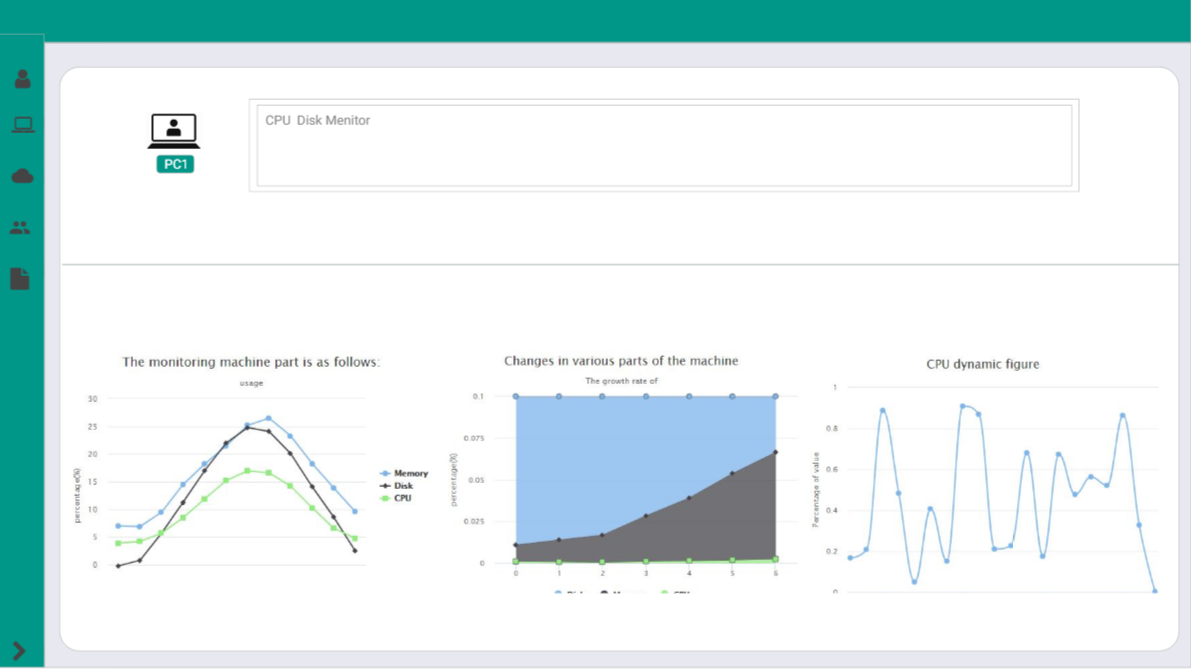 CPU Disk Menitor
PC1
The monitoring machine part is as follows:
usage
30
25
20
15
10
5
0
percentage(%)
Memory
Disk
CPU
Changes in various parts of the machine
The growth rate of
0.1
0.075
0.05
0.025
0
percentage(%)
0 1 2 3 4 5 6
CPU dynamic figure
1
0.8
0.6
0.4
0.2
0
Percentage of value